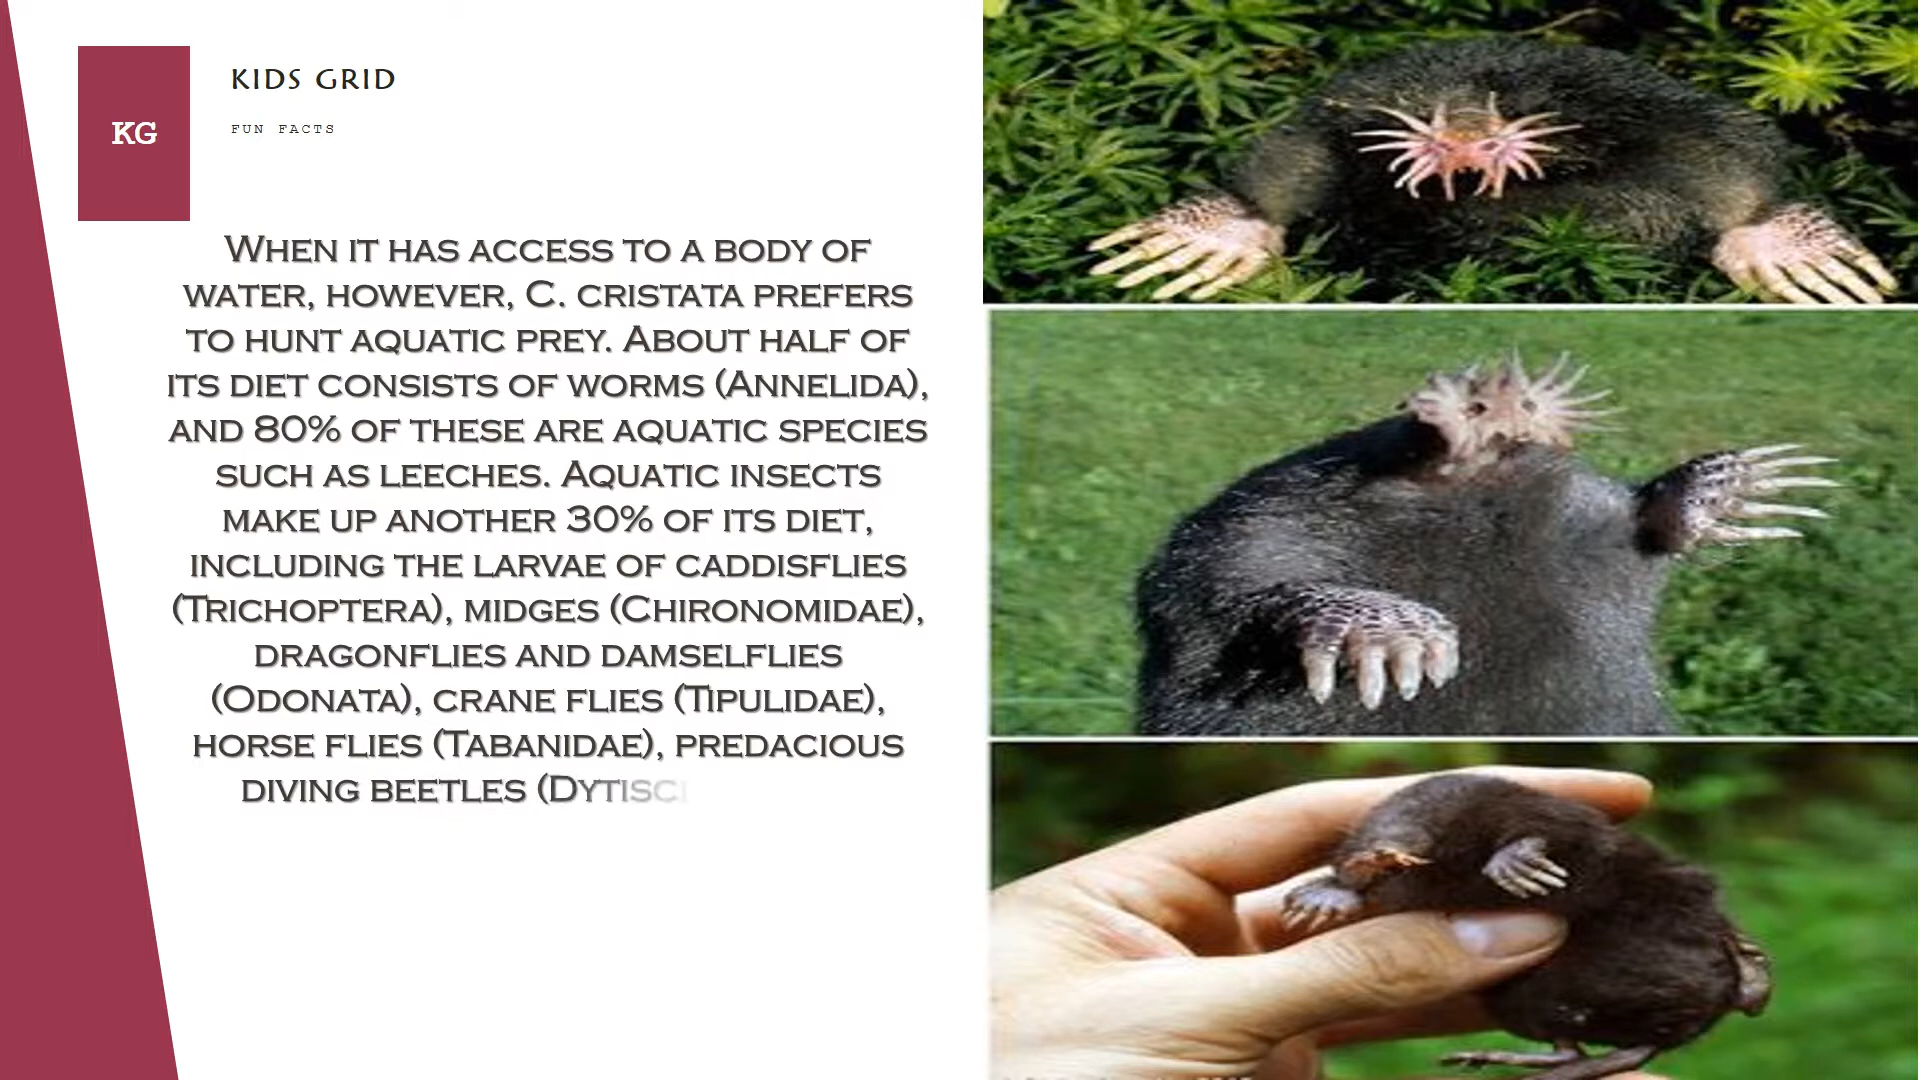 KG
KIDS GRID
FUN FACTS
When it has access to a body of
water, however, C. cristata prefers
to hunt aquatic prey. About half of
its diet consists of worms (Annelida),
and 80% of these are aquatic species
such as leeches. Aquatic insects
make up another 30% of its diet,
including the larvae of caddisflies
(Trichoptera), midges (Chironomidae),
dragonflies and damselflies
(Odonata), crane flies (Tipulidae),
horse flies (Tabanidae), predacious
diving beetles (Dytisc